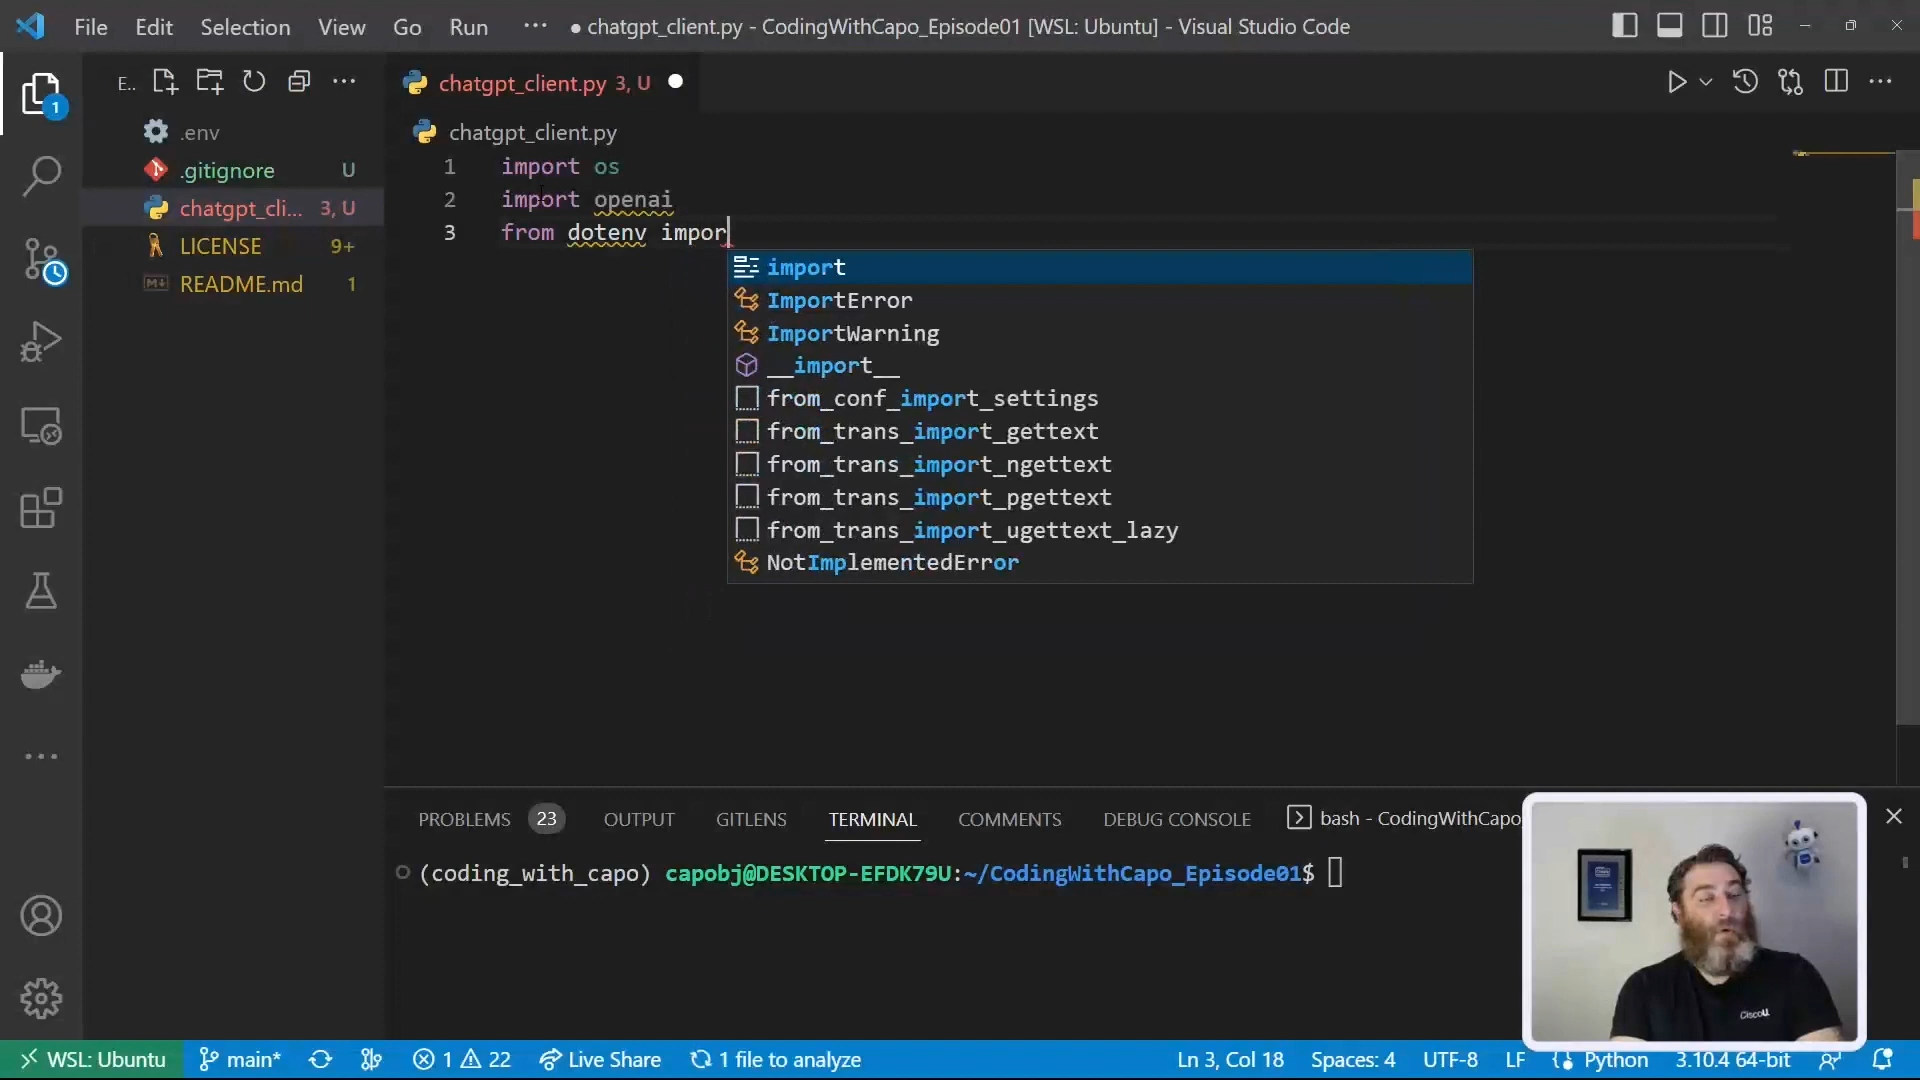 File Edit Selection View Go Run ··· ● chatgpt_client.py - CodingWithCapo_Episode01 [WSL: Ubuntu] - Visual Studio Code
E.. ···
chatgpt_client.py 3, U ●
1
.env
chatgpt_client.py
.gitignore U
1 import os
chatgpt_cli... 3, U
2 import openai
3 from dotenv impor
LICENSE 9+
README.md 1
import
ImportError
ImportWarning
__import__
from_conf_import_settings
from_trans_import_gettext
from_trans_import_ngettext
from_trans_import_pgettext
from_trans_import_ugettext_lazy
NotImplementedError
PROBLEMS 23 OUTPUT GITLENS TERMINAL COMMENTS DEBUG CONSOLE bash - CodingWithCapo
(coding_with_capo) capobj@DESKTOP-EFDK79U:~/CodingWithCapo_Episode01$
CiscoU
WSL: Ubuntu main* 1 22 Live Share 1 file to analyze Ln 3, Col 18 Spaces: 4 UTF-8 LF Python 3.10.4 64-bit